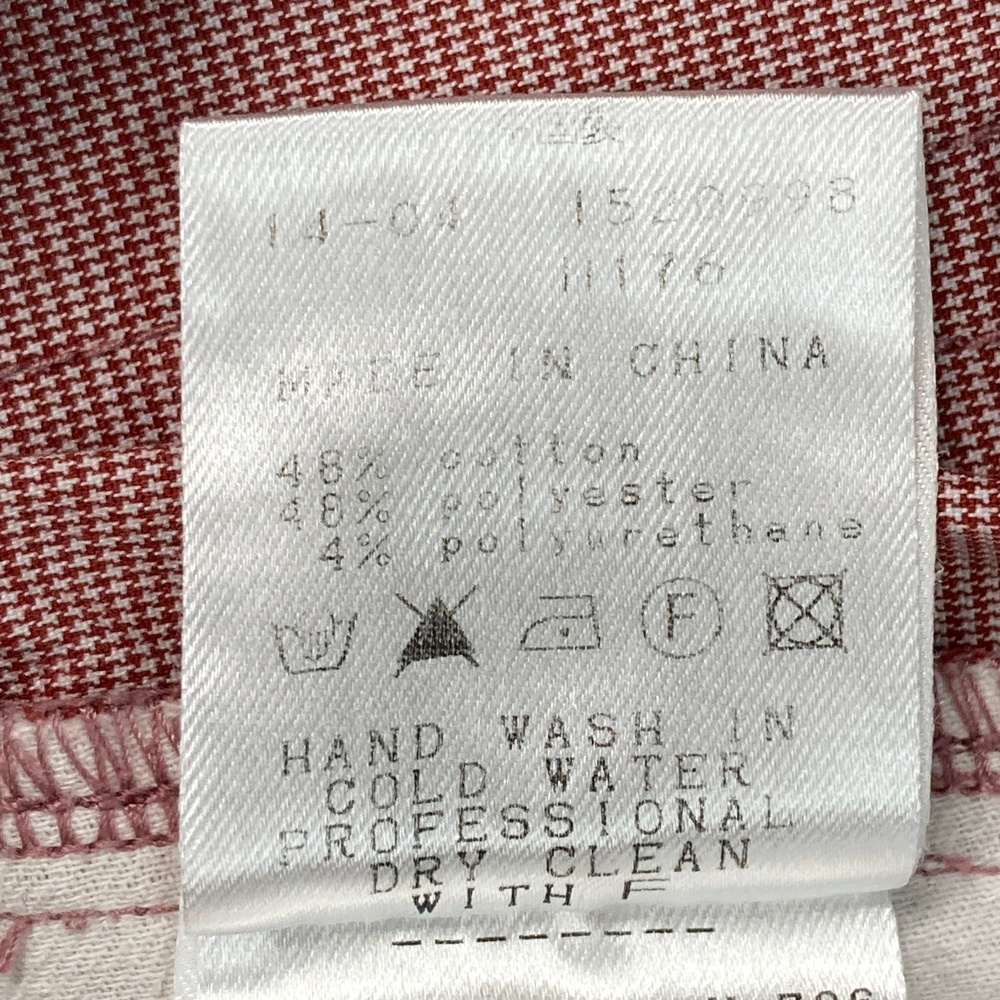 14-04
MADE IN CHINA
48% cotton
48% polyester
4% polyurethane
F
HAND WASH IN
COLD WATER
PROFESSIONAL
DRY CLEAN
WITH F
--------